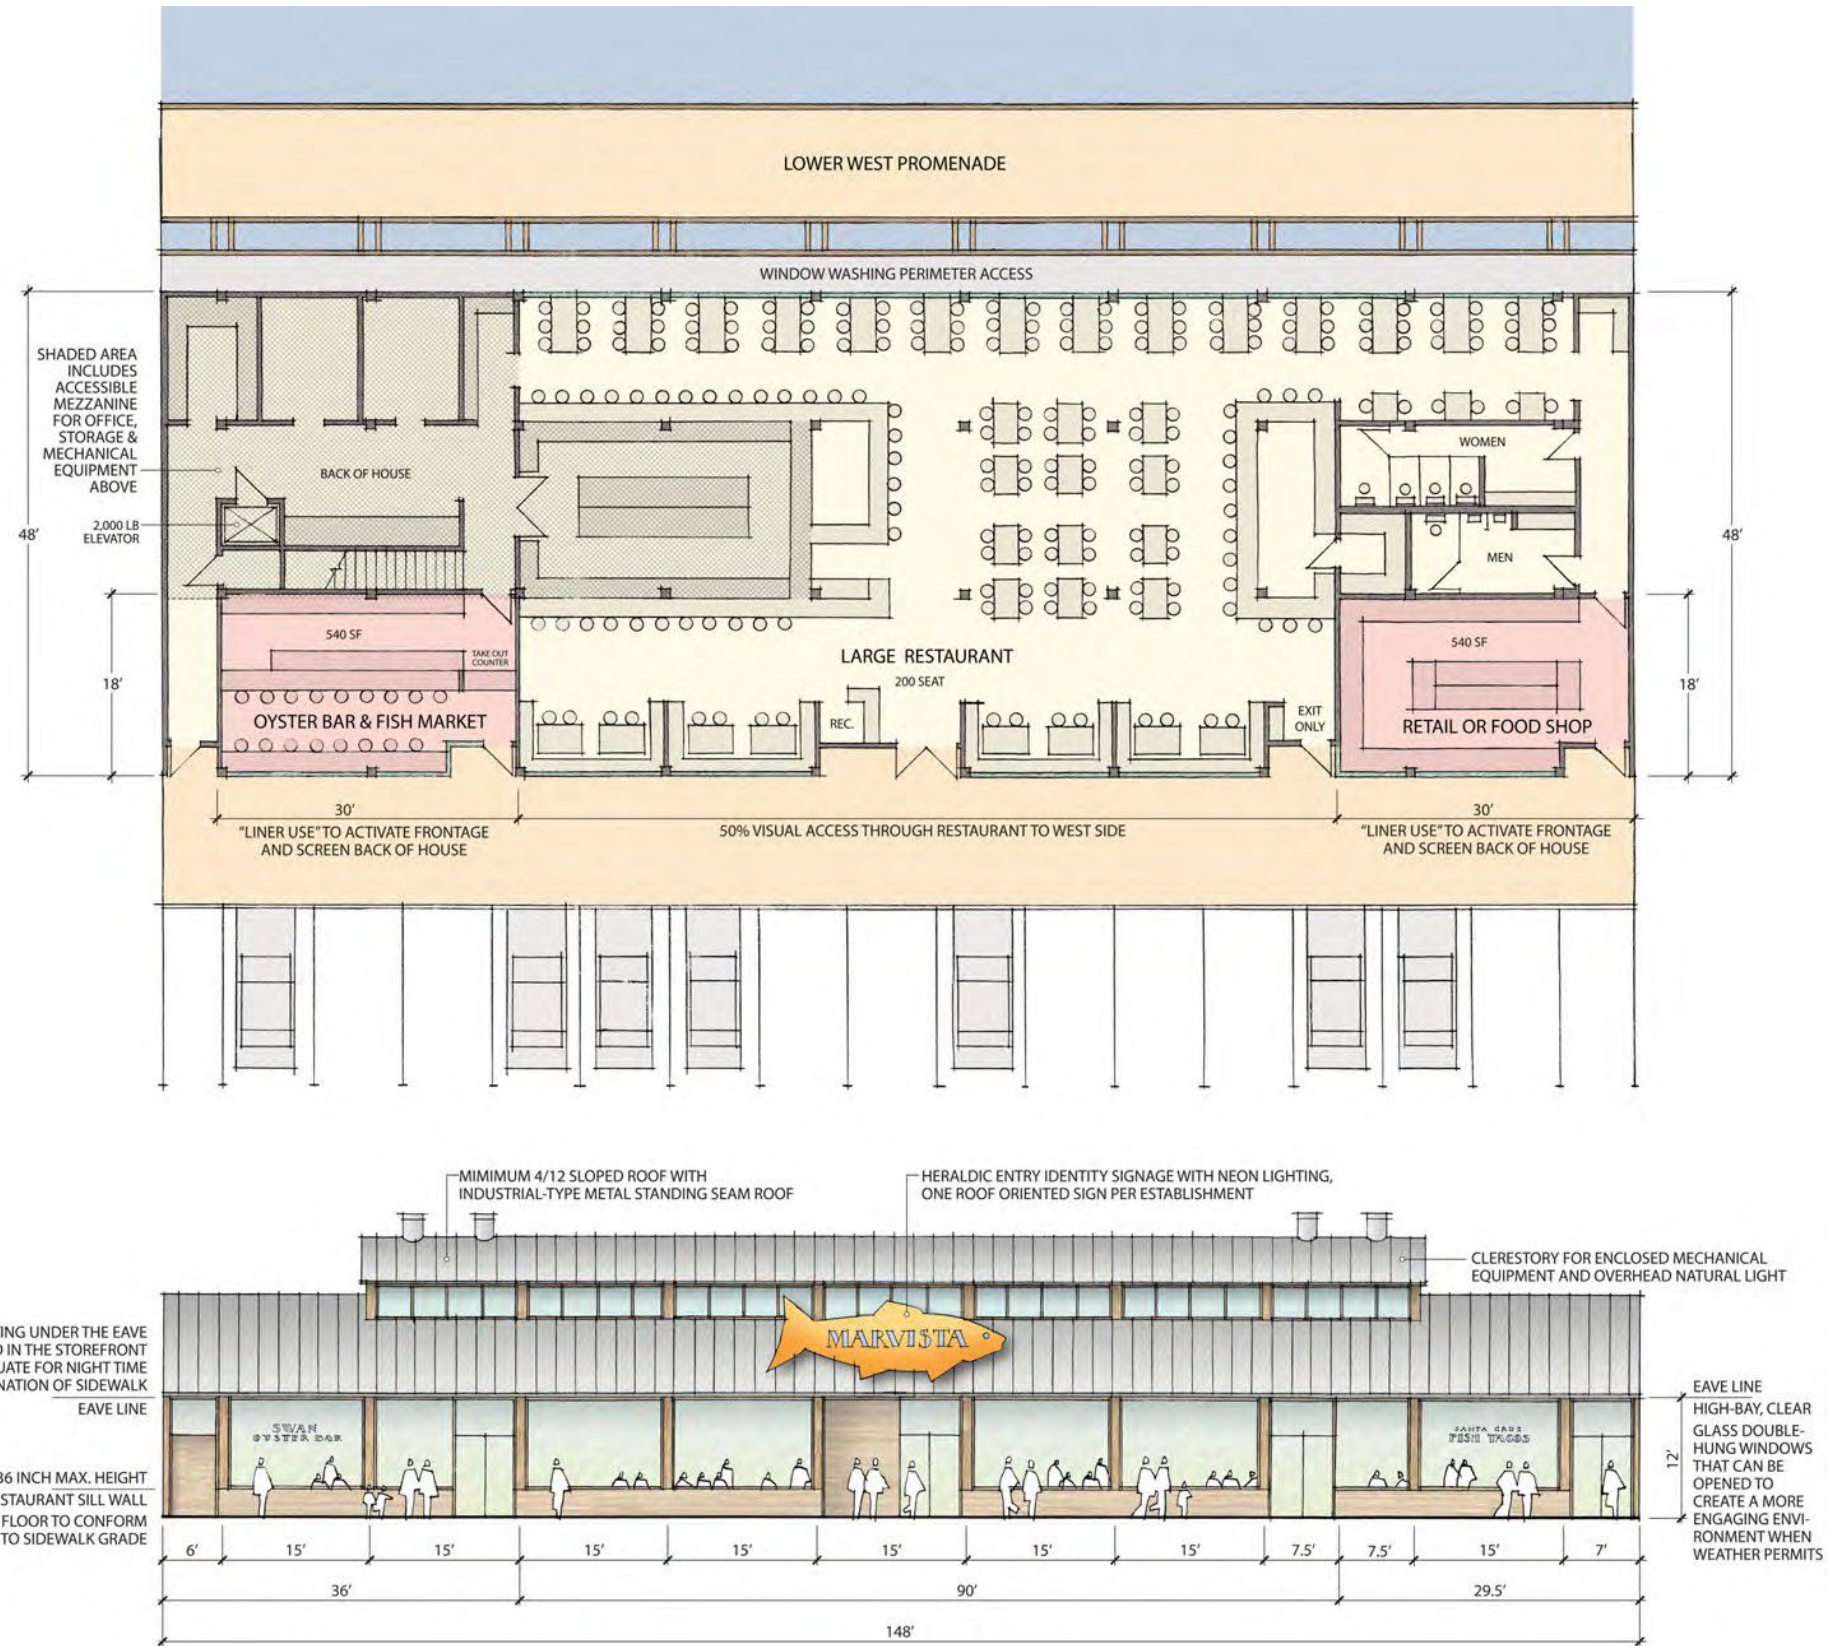 LOWER WEST PROMENADE
WINDOW WASHING PERIMETER ACCESS
SHADED AREA
INCLUDES
ACCESSIBLE
MEZZANINE
FOR OFFICE,
STORAGE &
MECHANICAL
EQUIPMENT
ABOVE
2,000 LB
ELEVATOR
48'
18'
BACK OF HOUSE
WOMEN
MEN
48'
18'
540 SF
TAKE OUT
COUNTER
OYSTER BAR & FISH MARKET
LARGE RESTAURANT
200 SEAT
REC.
EXIT
ONLY
540 SF
RETAIL OR FOOD SHOP
30'
"LINER USE" TO ACTIVATE FRONTAGE
AND SCREEN BACK OF HOUSE
50% VISUAL ACCESS THROUGH RESTAURANT TO WEST SIDE
30'
"LINER USE" TO ACTIVATE FRONTAGE
AND SCREEN BACK OF HOUSE
MIMIMUM 4/12 SLOPED ROOF WITH
INDUSTRIAL-TYPE METAL STANDING SEAM ROOF
HERALDIC ENTRY IDENTITY SIGNAGE WITH NEON LIGHTING,
ONE ROOF ORIENTED SIGN PER ESTABLISHMENT
CLERESTORY FOR ENCLOSED MECHANICAL
EQUIPMENT AND OVERHEAD NATURAL LIGHT
MARVISTA
UNDER THE EAVE
IN THE STOREFRONT
FOR NIGHT TIME
OF SIDEWALK
EAVE LINE
36 INCH MAX. HEIGHT
SILL WALL
FLOOR TO CONFORM
TO SIDEWALK GRADE
SWAN
OYSTER BAR
SANTA CRUZ
FISH TACOS
EAVE LINE
HIGH-BAY, CLEAR
GLASS DOUBLE-
HUNG WINDOWS
THAT CAN BE
OPENED TO
CREATE A MORE
ENGAGING ENVI-
RONMENT WHEN
WEATHER PERMITS
12'
6' 15' 15' 15' 15' 15' 15' 15' 7.5' 7.5' 15' 7'
36' 90' 29.5'
148'